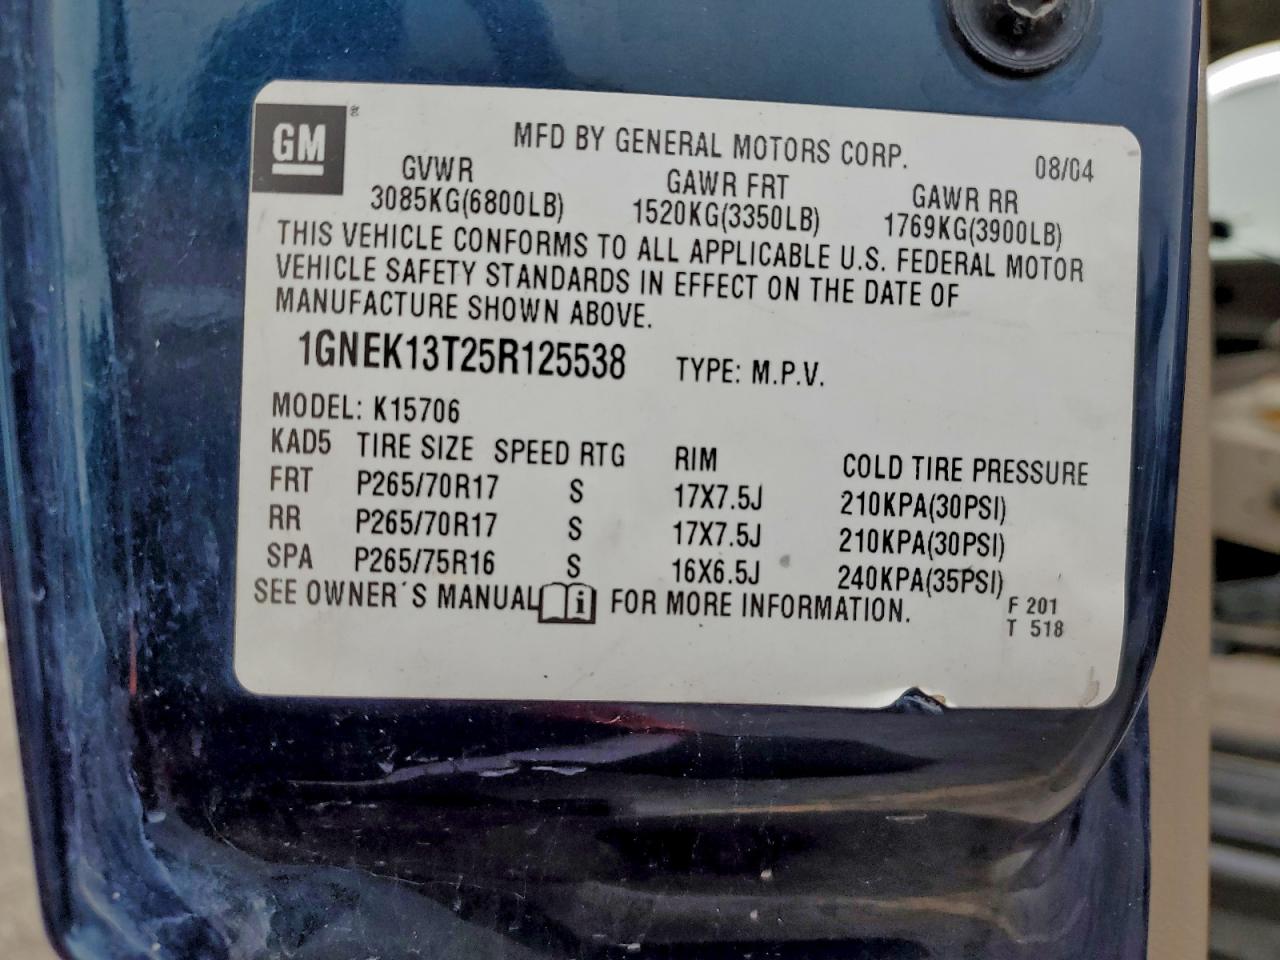 GM ®
MFD BY GENERAL MOTORS CORP.
08/04
GVWR GAWR FRT GAWR RR
3085KG(6800LB) 1520KG(3350LB) 1769KG(3900LB)
THIS VEHICLE CONFORMS TO ALL APPLICABLE U.S. FEDERAL MOTOR
VEHICLE SAFETY STANDARDS IN EFFECT ON THE DATE OF
MANUFACTURE SHOWN ABOVE.
1GNEK13T25R125538 TYPE: M.P.V.
MODEL: K15706
KAD5 TIRE SIZE SPEED RTG RIM COLD TIRE PRESSURE
FRT P265/70R17 S 17X7.5J 210KPA(30PSI)
RR P265/70R17 S 17X7.5J 210KPA(30PSI)
SPA P265/75R16 S 16X6.5J 240KPA(35PSI)
SEE OWNER´S MANUAL i FOR MORE INFORMATION.
F 201
T 518